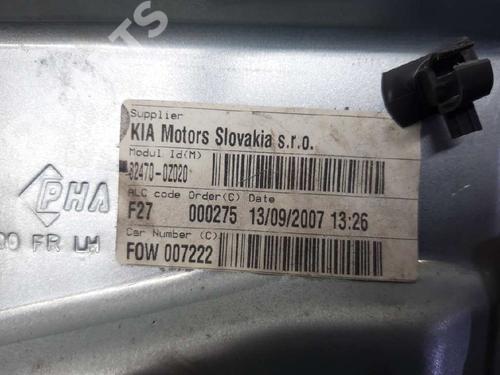 Supplier
KIA Motors Slovakia s.r.o.
Modul Id(M)
82470-0Z020
ALC code Order(C) Date
F27 000275 13/09/2007 13:26
Car Number (C)
FOW 007222
PHA
00 FR LH